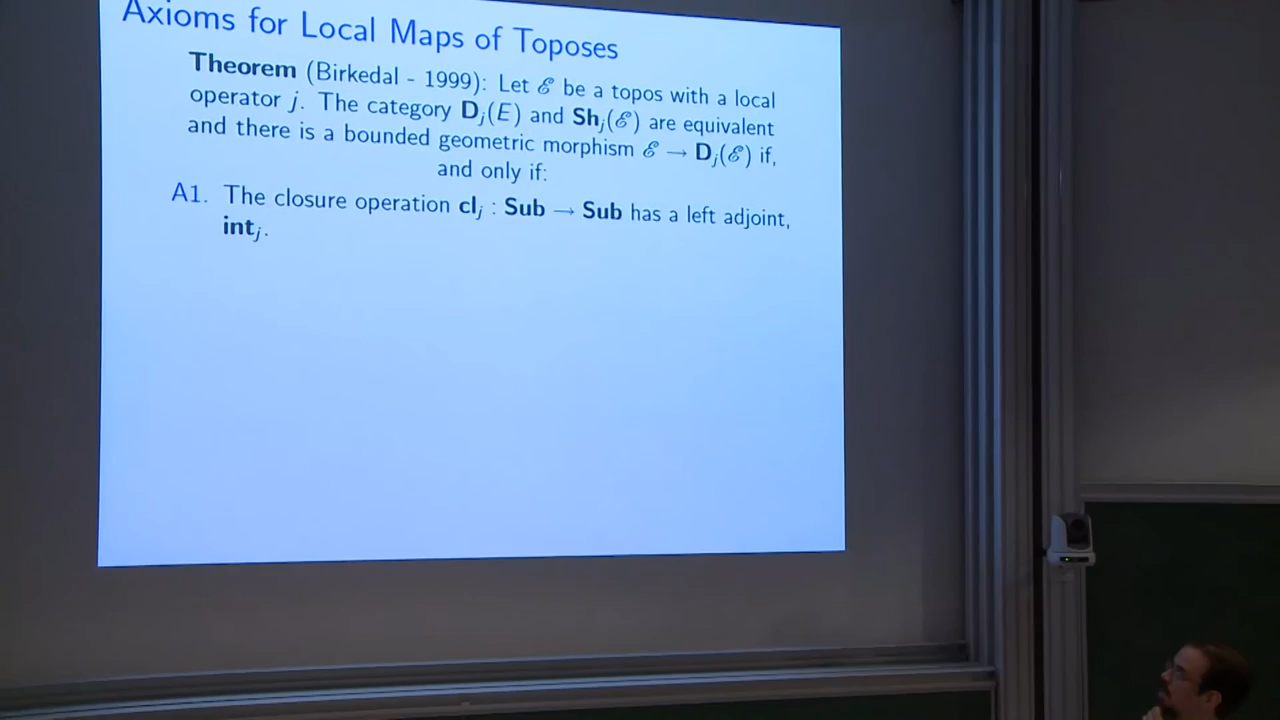 Axioms for Local Maps of Toposes
Theorem (Birkedal - 1999): Let ℰ be a topos with a local
operator j. The category D_j(E) and Sh_j(ℰ) are equivalent
and there is a bounded geometric morphism ℰ → D_j(ℰ) if,
and only if:
A1. The closure operation cl_j : Sub → Sub has a left adjoint,
int_j.